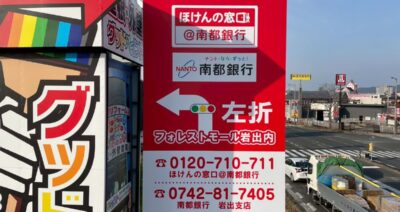 グッド
ほけんの窓口
@南都銀行
ナント・なら・ずっと!
NANTO 南都銀行
左折
フォレストモール岩出内
☎0120-710-711
ほけんの窓口@南都銀行
☎0742-81-7405
南都銀行 岩出支店